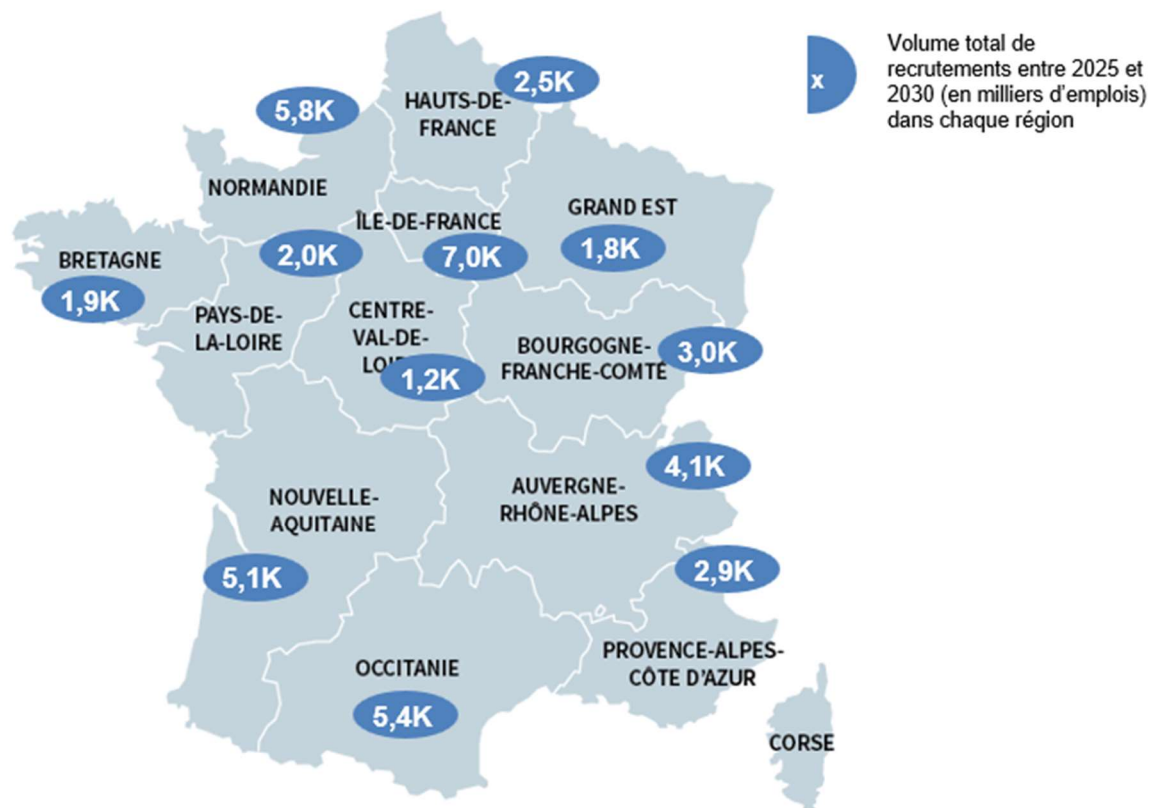 x
Volume total de
recrutements entre 2025 et
2030 (en milliers d'emplois)
dans chaque région
2,5K
HAUTS-DE-
FRANCE
5,8K
NORMANDIE
ÎLE-DE-FRANCE
7,0K
GRAND EST
1,8K
BRETAGNE
1,9K
2,0K
PAYS-DE-
LA-LOIRE
CENTRE-
VAL-DE-
1,2K
BOURGOGNE-
FRANCHE-COMTÉ
3,0K
4,1K
AUVERGNE-
RHÔNE-ALPES
NOUVELLE-
AQUITAINE
5,1K
2,9K
PROVENCE-ALPES-
CÔTE D'AZUR
OCCITANIE
5,4K
CORSE